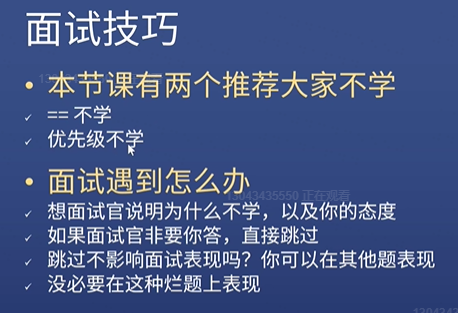 面试技巧
• 本节课有两个推荐大家不学
✓ == 不学
✓ 优先级不学
• 面试遇到怎么办
13043435550 正在观看
✓ 想面试官说明为什么不学，以及你的态度
✓ 如果面试官非要你答，直接跳过
✓ 跳过不影响面试表现吗？你可以在其他题表现
✓ 没必要在这种烂题上表现